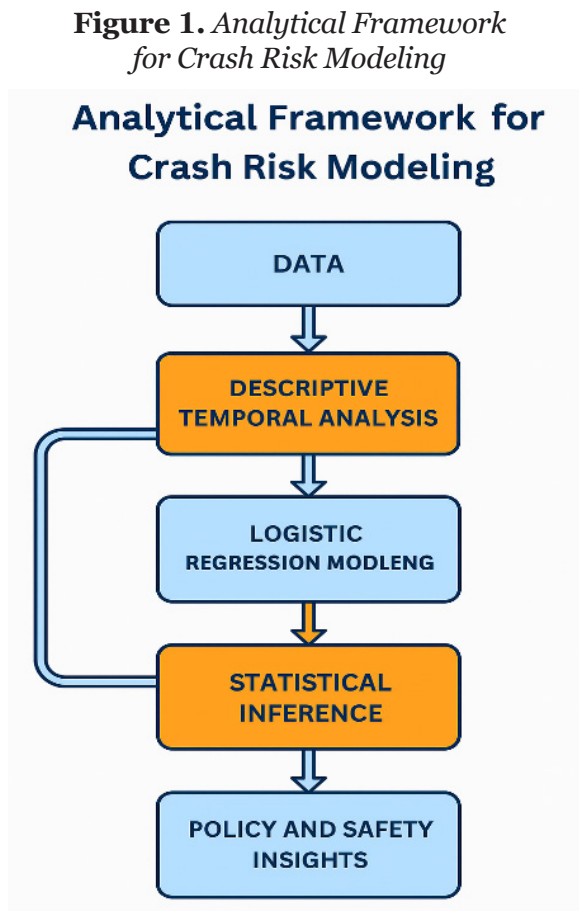 Figure 1. Analytical Framework
for Crash Risk Modeling
Analytical Framework for
Crash Risk Modeling
DATA
DESCRIPTIVE
TEMPORAL ANALYSIS
LOGISTIC
REGRESSION MODLENG
STATISTICAL
INFERENCE
POLICY AND SAFETY
INSIGHTS